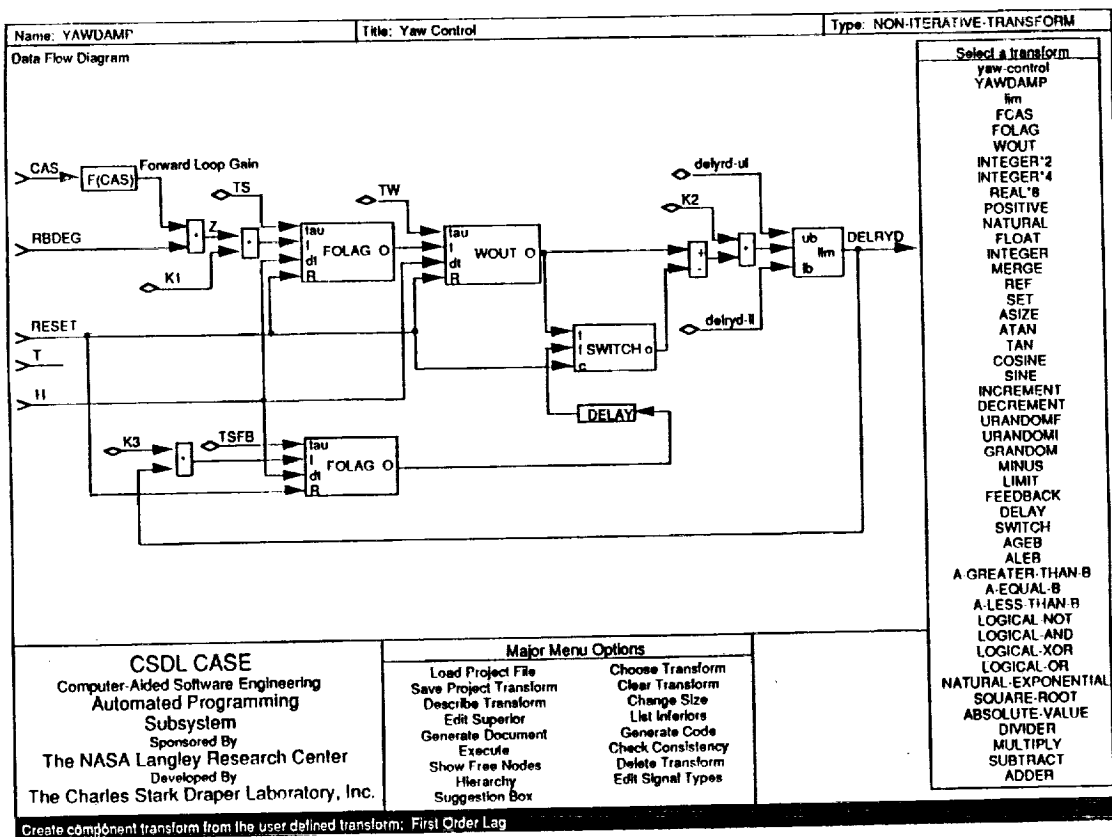 Name: YAWDAMP
Title: Yaw Control
Type: NON-ITERATIVE-TRANSFORM
Data Flow Diagram
CAS
F(CAS)
Forward Loop Gain
TS
TW
delyrd-ul
K2
RBDEG
Z
K1
tau
I
dt
R
FOLAG O
tau
I
dt
R
WOUT O
+
-
ub
lim
lb
DELRYD
delryd-ll
RESET
T
H
SWITCH o
c
DELAY
K3
TSFB
tau
I
dt
R
FOLAG O
Select a transform
yaw-control
YAWDAMP
lim
FCAS
FOLAG
WOUT
INTEGER*2
INTEGER*4
REAL*8
POSITIVE
NATURAL
FLOAT
INTEGER
MERGE
REF
SET
ASIZE
ATAN
TAN
COSINE
SINE
INCREMENT
DECREMENT
URANDOMF
URANDOMI
GRANDOM
MINUS
LIMIT
FEEDBACK
DELAY
SWITCH
AGEB
ALEB
A-GREATER-THAN-B
A-EQUAL-B
A-LESS-THAN-B
LOGICAL-NOT
LOGICAL-AND
LOGICAL-XOR
LOGICAL-OR
NATURAL-EXPONENTIAL
SQUARE-ROOT
ABSOLUTE-VALUE
DIVIDER
MULTIPLY
SUBTRACT
ADDER
CSDL CASE
Computer-Aided Software Engineering
Automated Programming
Subsystem
Sponsored By
The NASA Langley Research Center
Developed By
The Charles Stark Draper Laboratory, Inc.
Major Menu Options
Load Project File
Save Project Transform
Describe Transform
Edit Superior
Generate Document
Execute
Show Free Nodes
Hierarchy
Suggestion Box
Choose Transform
Clear Transform
Change Size
List Inferiors
Generate Code
Check Consistency
Delete Transform
Edit Signal Types
Create component transform from the user defined transform; First Order Lag